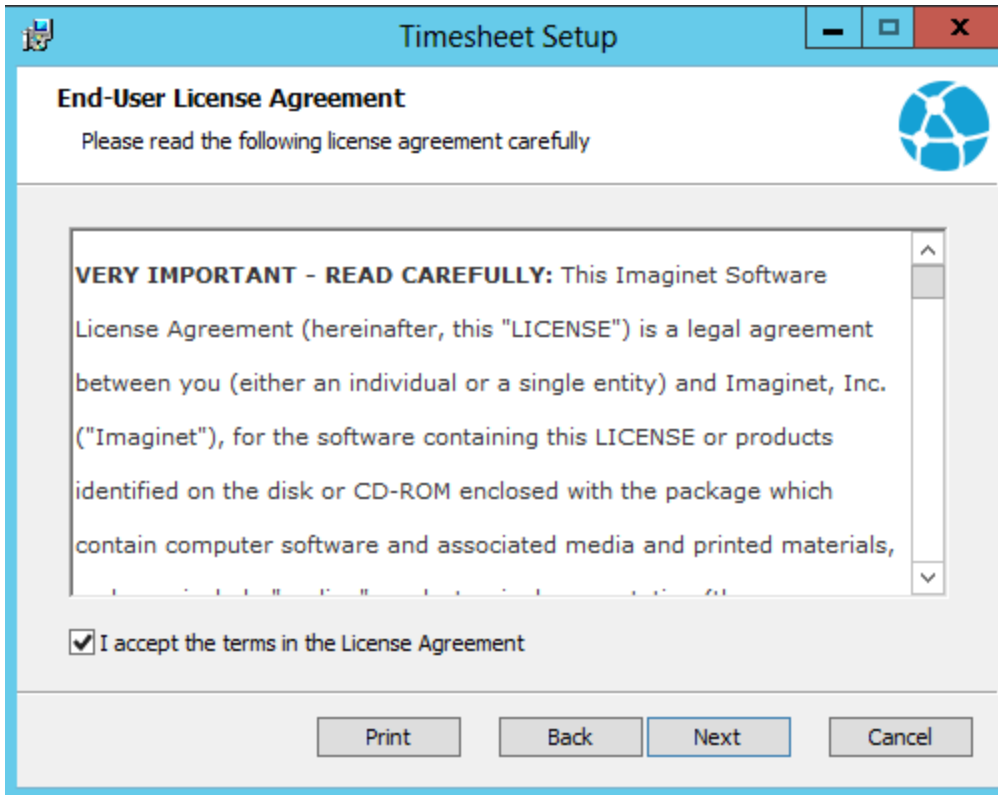 Timesheet Setup
End-User License Agreement
Please read the following license agreement carefully
VERY IMPORTANT - READ CAREFULLY: This Imaginet Software
License Agreement (hereinafter, this "LICENSE") is a legal agreement
between you (either an individual or a single entity) and Imaginet, Inc.
("Imaginet"), for the software containing this LICENSE or products
identified on the disk or CD-ROM enclosed with the package which
contain computer software and associated media and printed materials,
I accept the terms in the License Agreement
Print Back Next Cancel